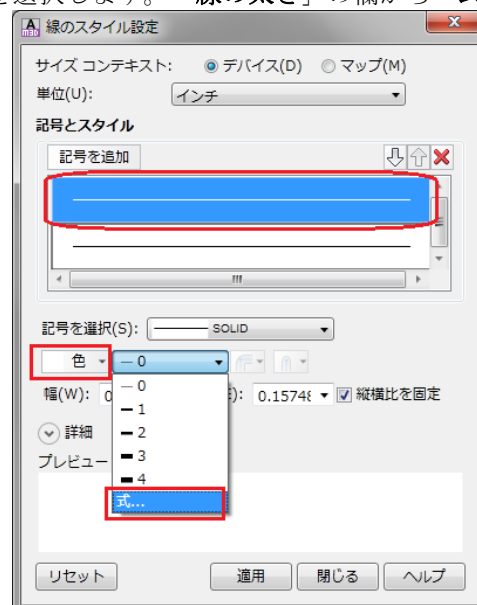 を選択します。「線の太さ」の欄から
線のスタイル設定
サイズ コンテキスト: デバイス(D) マップ(M)
単位(U): インチ
記号とスタイル
記号を追加
記号を選択(S): SOLID
色 0
幅(W): 0 ): 0.1574 縦横比を固定
0
1
2
3
4
式...
詳細
プレビュー
リセット 適用 閉じる ヘルプ